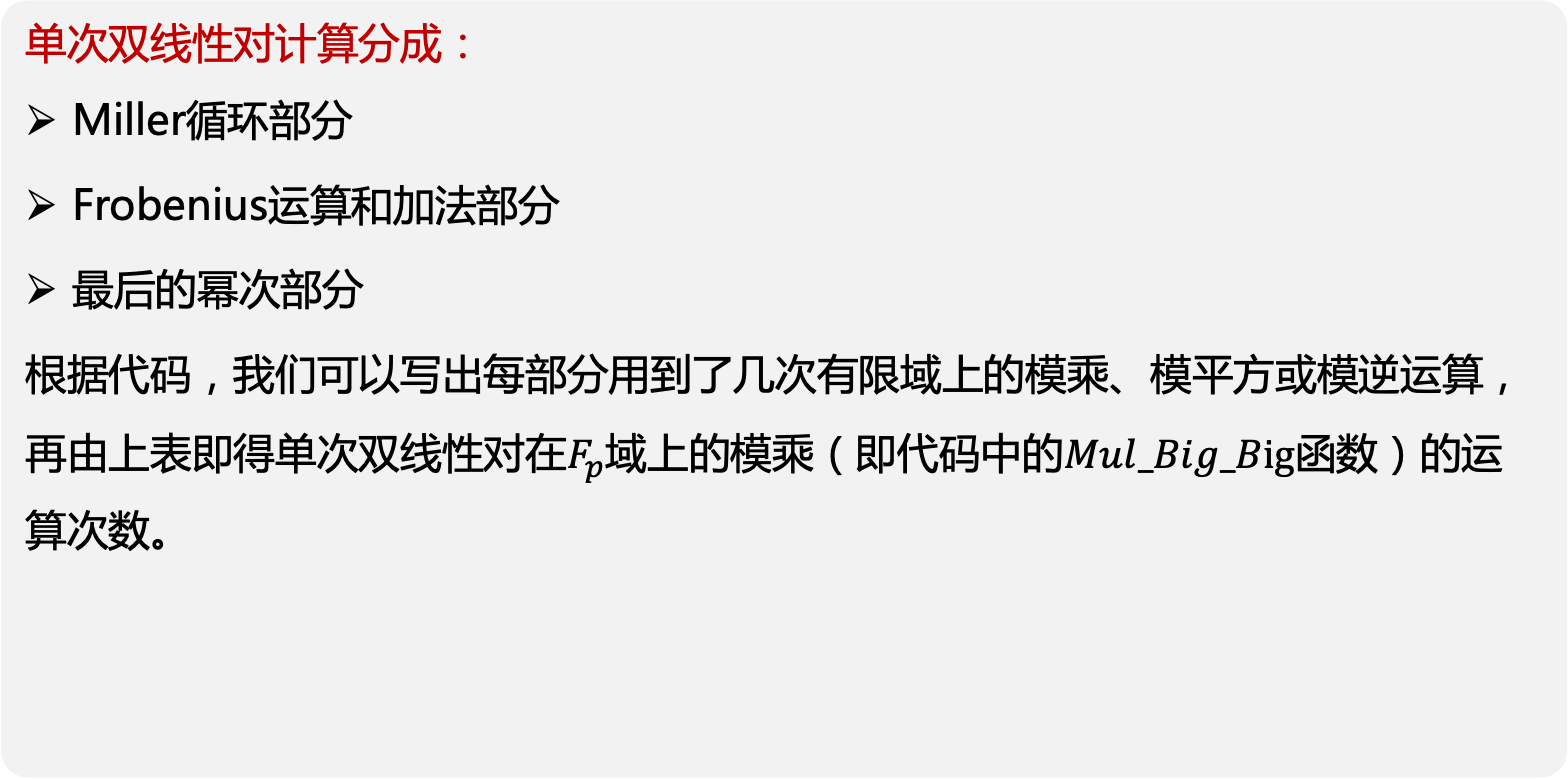 单次双线性对计算分成：
➢ Miller循环部分
➢ Frobenius运算和加法部分
➢ 最后的幂次部分
根据代码，我们可以写出每部分用到了几次有限域上的模乘、模平方或模逆运算，
再由上表即得单次双线性对在𝐹ₚ域上的模乘（即代码中的𝑀𝑢𝑙_𝐵𝑖𝑔_𝐵ig函数）的运
算次数。